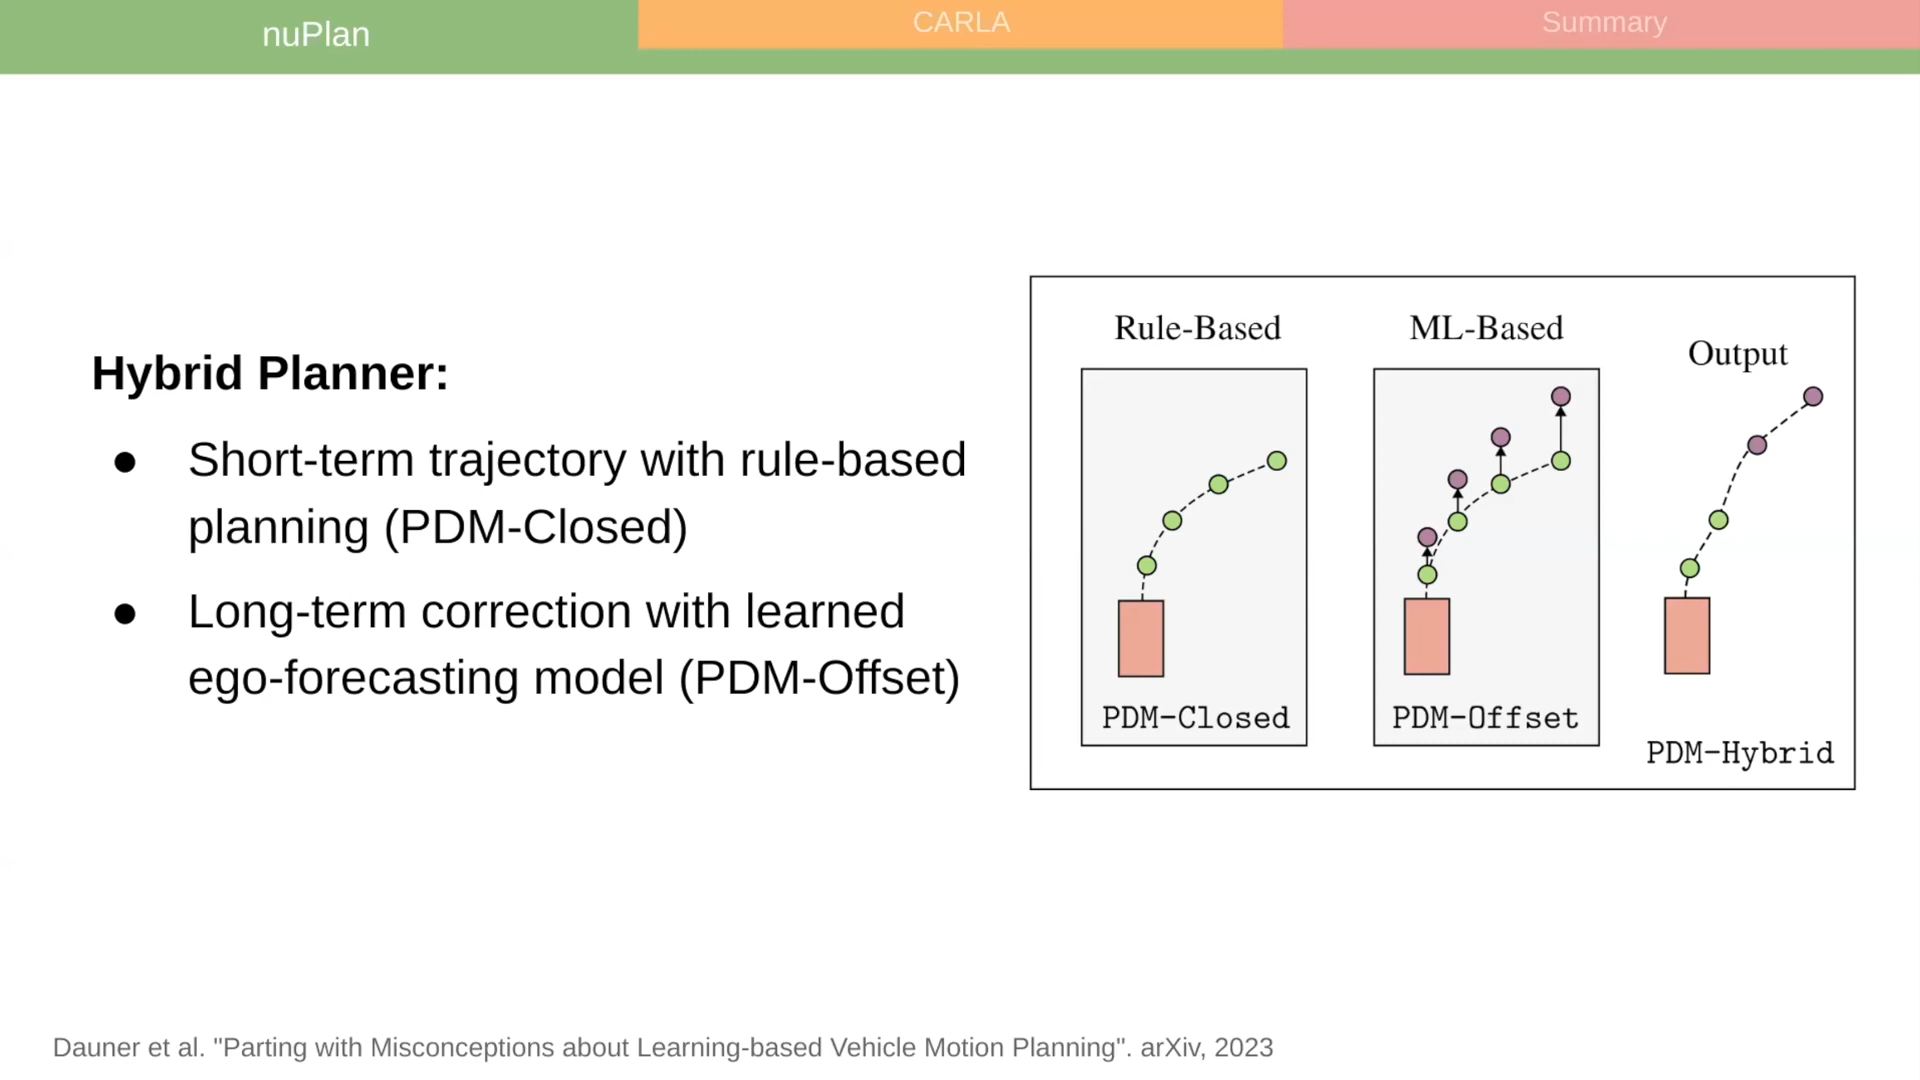 nuPlan
CARLA
Summary
Hybrid Planner:
● Short-term trajectory with rule-based
planning (PDM-Closed)
● Long-term correction with learned
ego-forecasting model (PDM-Offset)
Rule-Based
ML-Based
Output
PDM-Closed
PDM-Offset
PDM-Hybrid
Dauner et al. "Parting with Misconceptions about Learning-based Vehicle Motion Planning". arXiv, 2023